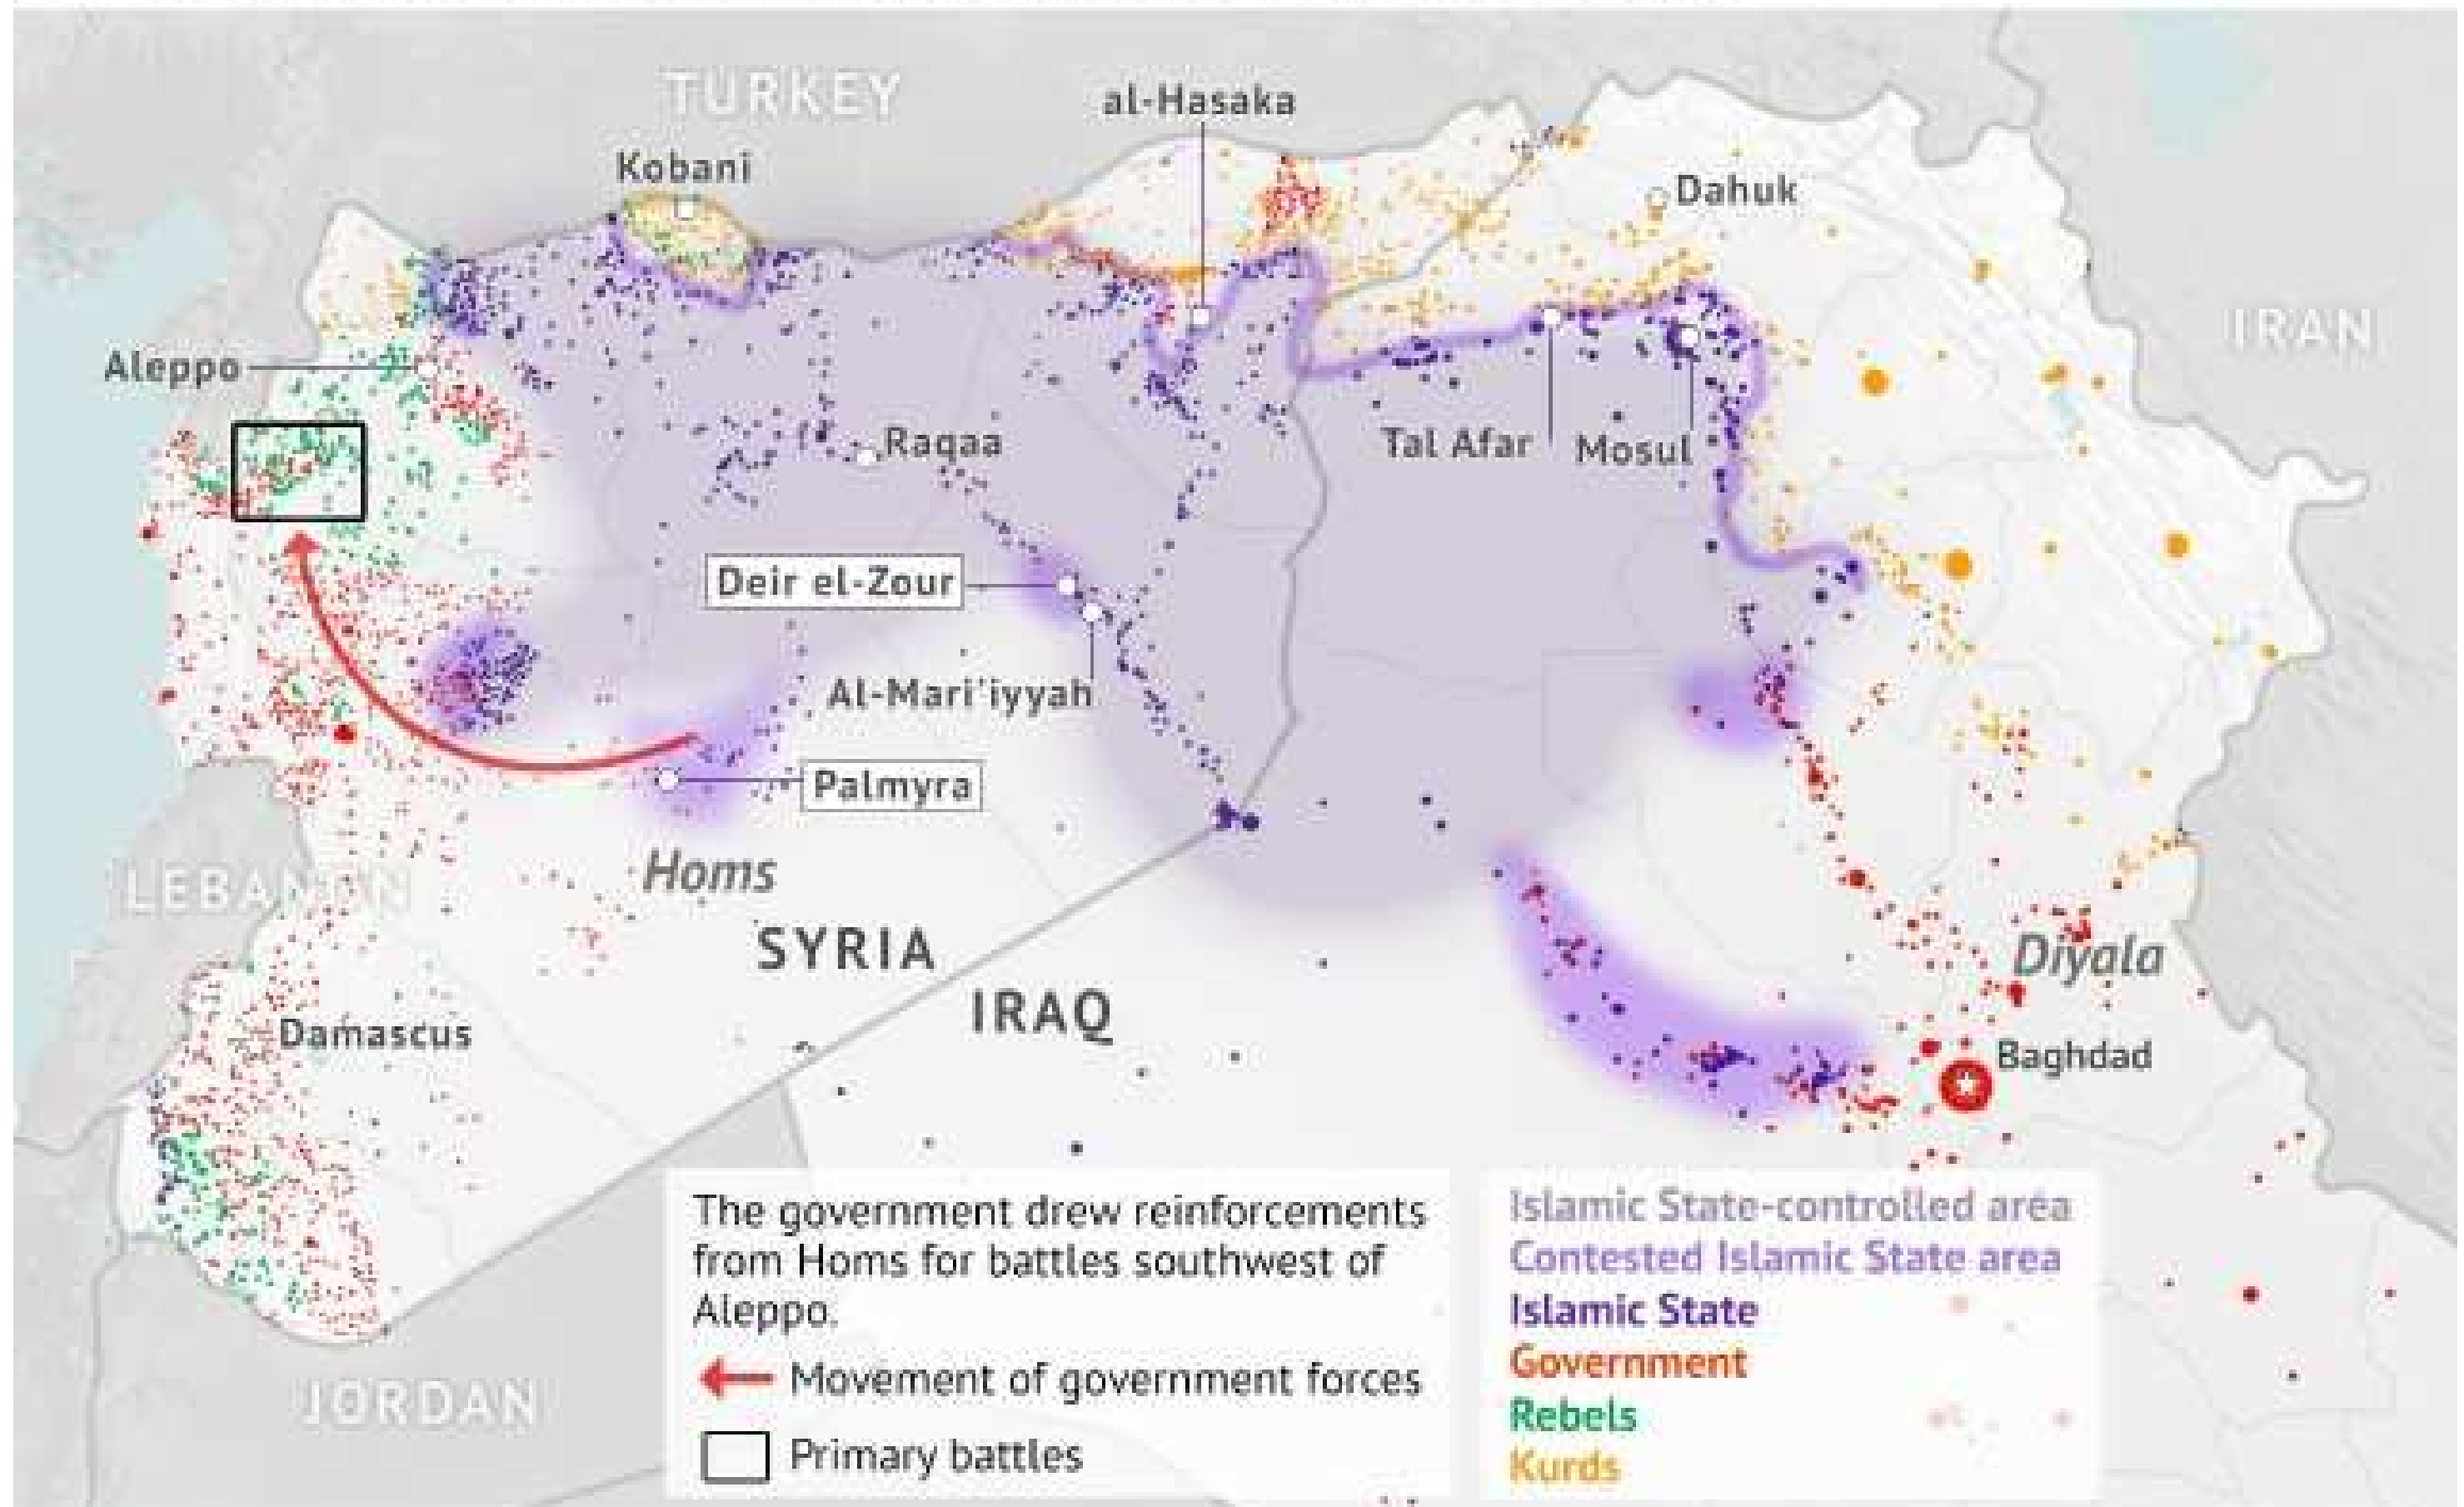 TURKEY
al-Hasaka
Kobani
Dahuk
IRAN
Aleppo
Raqaa
Tal Afar
Mosul
Deir el-Zour
Al-Mari'iyyah
Palmyra
Homs
LEBANON
SYRIA
Diyala
IRAQ
Damascus
Baghdad
JORDAN
The government drew reinforcements
from Homs for battles southwest of
Aleppo.
Movement of government forces
Primary battles
Islamic State-controlled area
Contested Islamic State area
Islamic State
Government
Rebels
Kurds